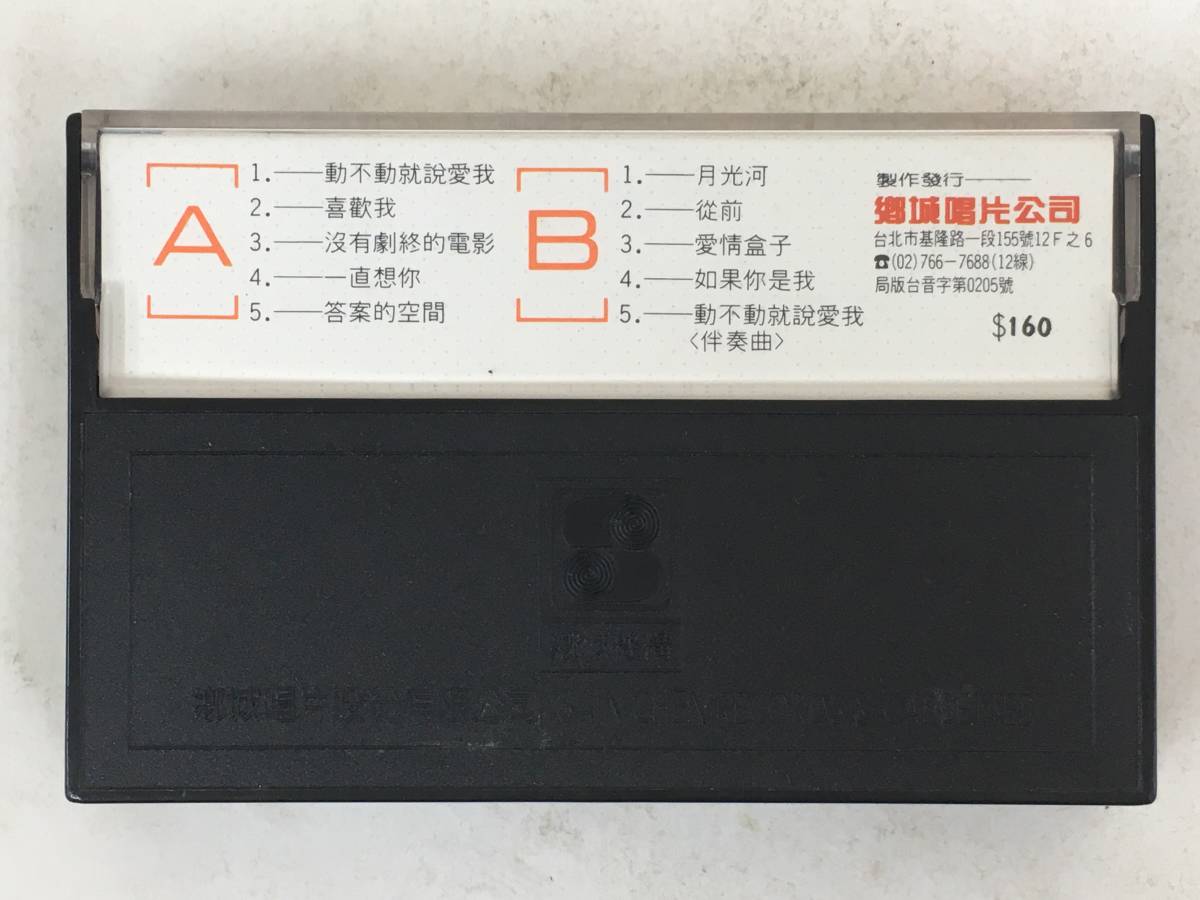 A
1.——動不動就說愛我
2.——喜歡我
3.——沒有劇終的電影
4.——一直想你
5.——答案的空間
B
1.——月光河
2.——從前
3.——愛情盒子
4.——如果你是我
5.——動不動就說愛我
〈伴奏曲〉
製作發行———
鄉城唱片公司
台北市基隆路一段155號12F之6
☎(02)766-7688(12線)
局版台音字第0205號
$160